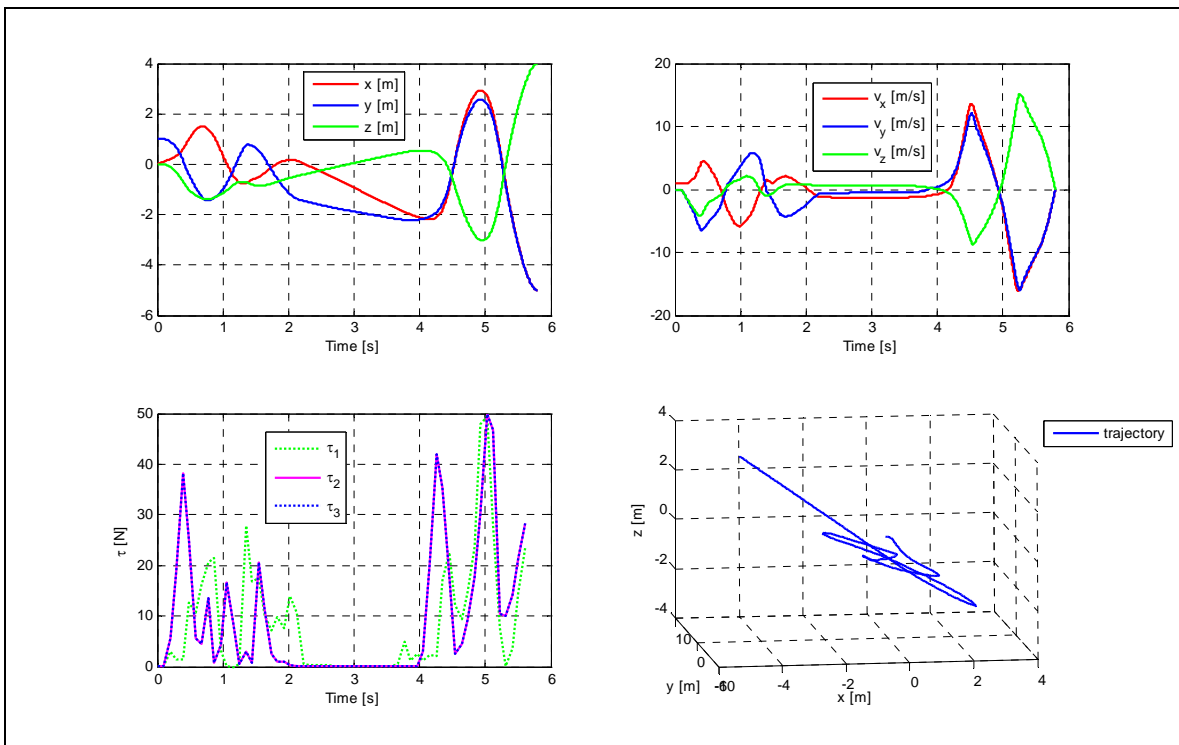 4
2
0
-2
-4
-6
x [m]
y [m]
z [m]
0 1 2 3 4 5 6
Time [s]
20
10
0
-10
-20
v_x [m/s]
v_y [m/s]
v_z [m/s]
0 1 2 3 4 5 6
Time [s]
50
40
30
20
10
0
τ [N]
τ_1
τ_2
τ_3
0 1 2 3 4 5 6
Time [s]
4
2
0
-2
-4
z [m]
trajectory
10
0
y [m]
-4 -2 0 2 4
x [m]